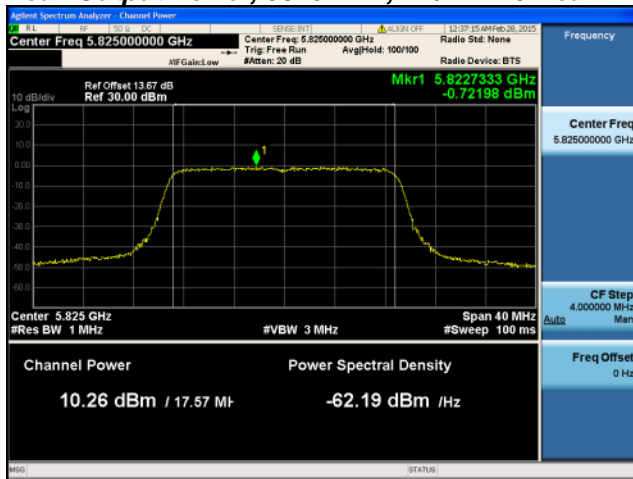 Agilent Spectrum Analyzer - Channel Power
RL RF 50 Ω DC SENSE:INT ALIGN OFF 12:37:15 AM Feb 28, 2015
Center Freq 5.825000000 GHz
Center Freq: 5.825000000 GHz
Radio Std: None
Trig: Free Run Avg|Hold: 100/100
#IFGain:Low
#Atten: 20 dB
Radio Device: BTS
Ref Offset 13.67 dB
Mkr1 5.8227333 GHz
10 dB/div Ref 30.00 dBm
-0.72198 dBm
Log
20.0
1
10.0
0.00
-10.0
-20.0
-30.0
-40.0
-50.0
-60.0
Center 5.825 GHz
Span 40 MHz
#Res BW 1 MHz
#VBW 3 MHz
#Sweep 100 ms
Channel Power
Power Spectral Density
10.26 dBm / 17.57 MH
-62.19 dBm /Hz
MSG
STATUS
Frequency
Center Freq
5.825000000 GHz
CF Step
4.000000 MHz
Auto Man
Freq Offset
0 Hz